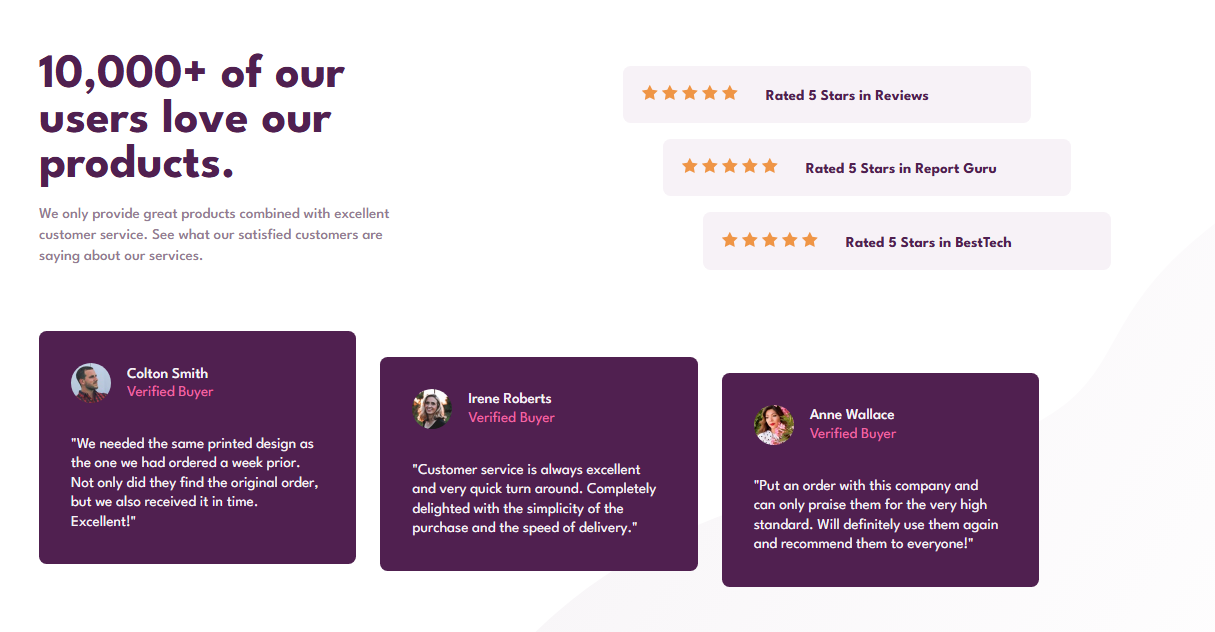 10,000+ of our
users love our
products.
We only provide great products combined with excellent
customer service. See what our satisfied customers are
saying about our services.
Rated 5 Stars in Reviews
Rated 5 Stars in Report Guru
Rated 5 Stars in BestTech
Colton Smith
Verified Buyer
"We needed the same printed design as
the one we had ordered a week prior.
Not only did they find the original order,
but we also received it in time.
Excellent!"
Irene Roberts
Verified Buyer
"Customer service is always excellent
and very quick turn around. Completely
delighted with the simplicity of the
purchase and the speed of delivery."
Anne Wallace
Verified Buyer
"Put an order with this company and
can only praise them for the very high
standard. Will definitely use them again
and recommend them to everyone!"